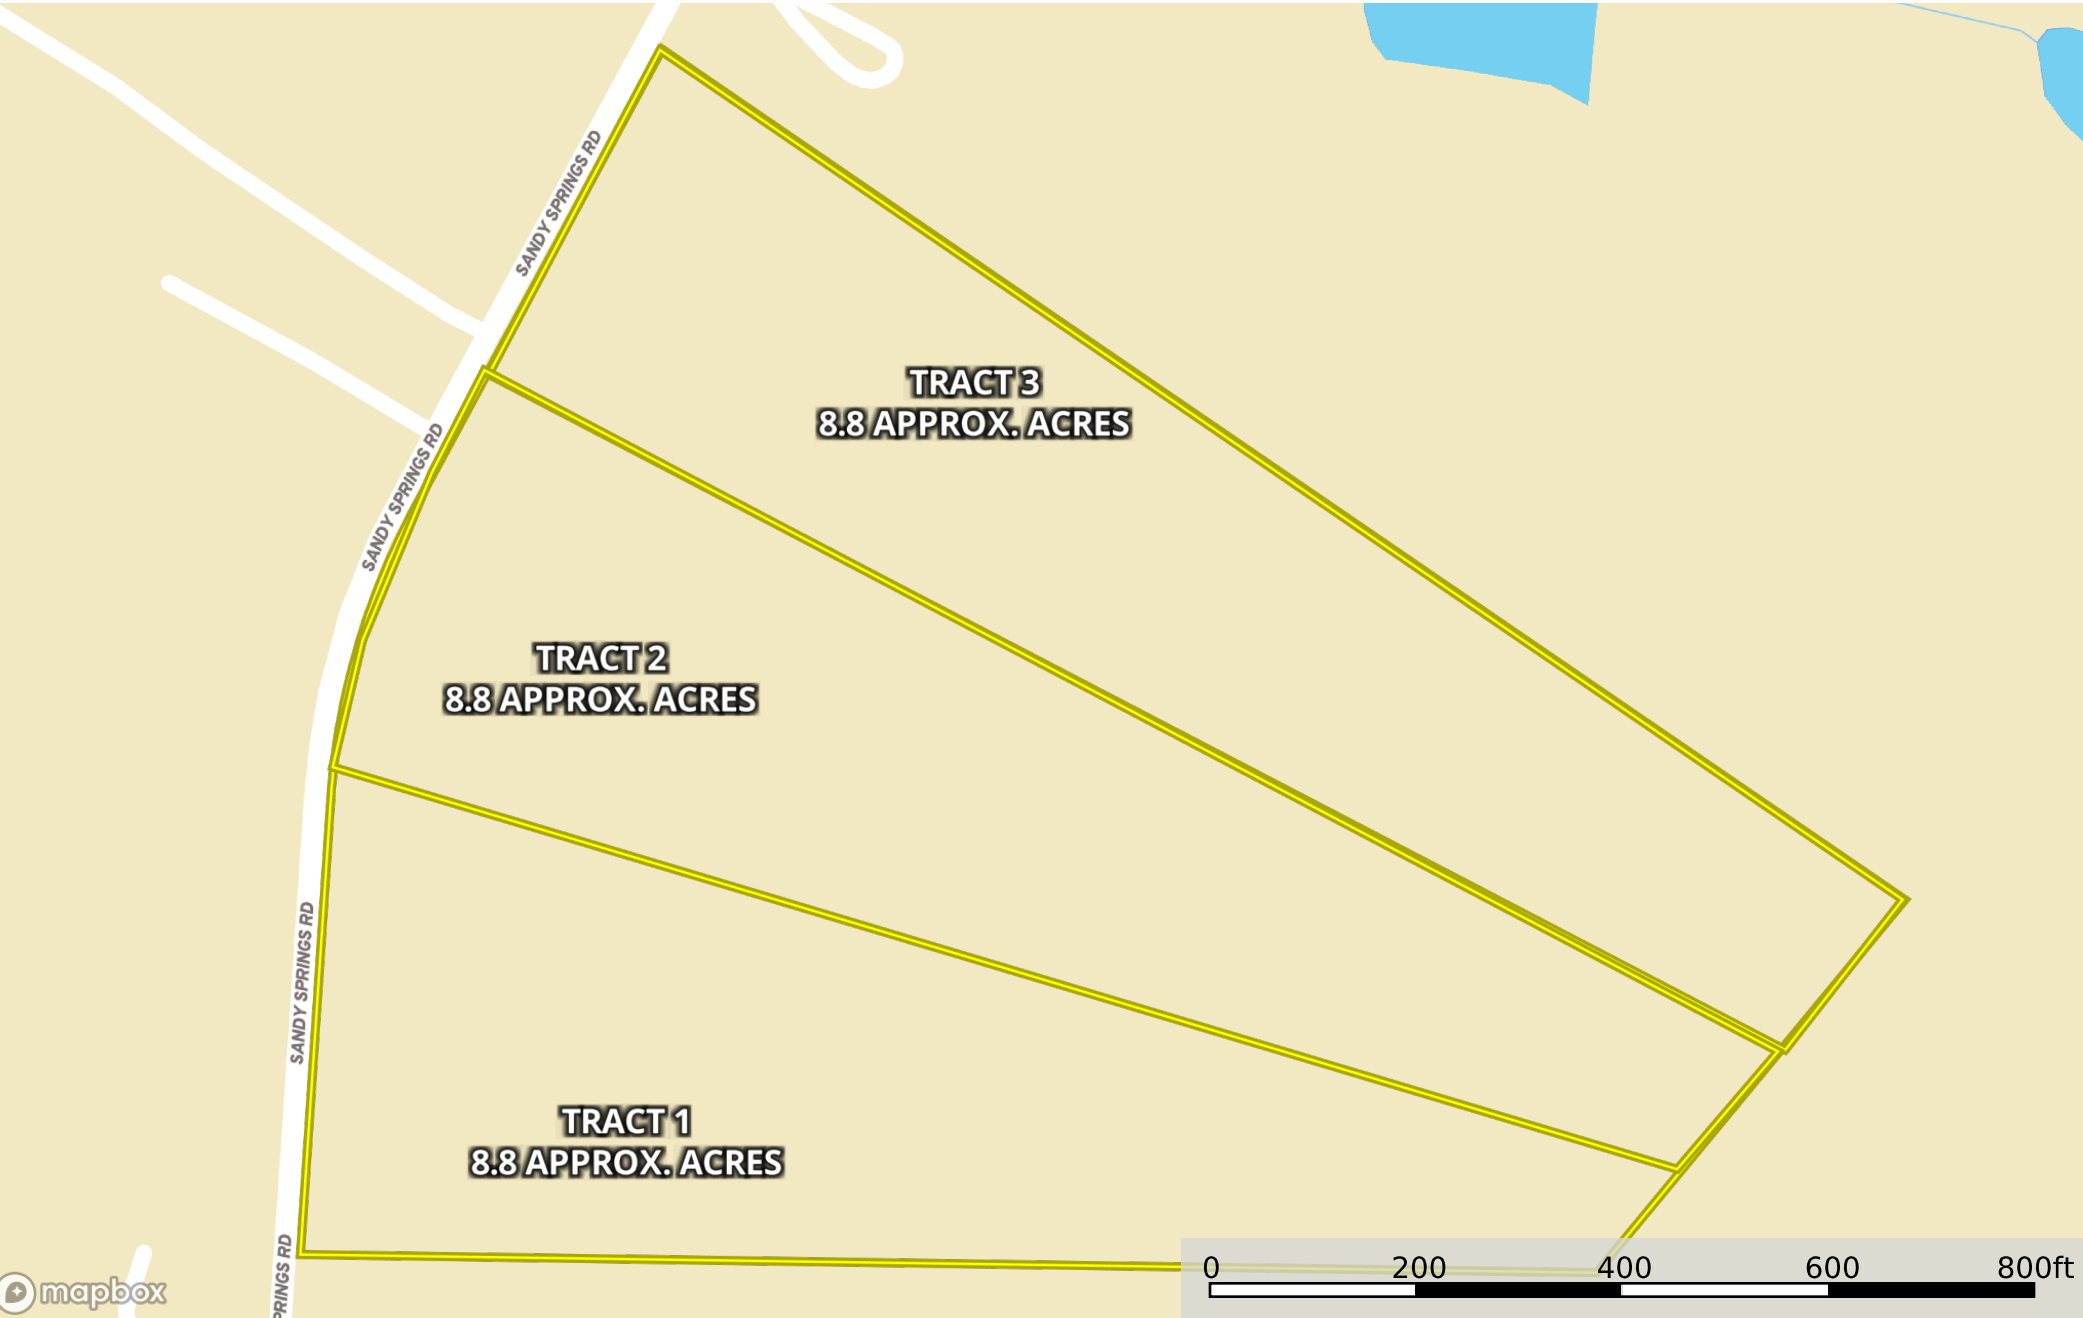 SANDY SPRINGS RD
TRACT 3
8.8 APPROX. ACRES
SANDY SPRINGS RD
TRACT 2
8.8 APPROX. ACRES
SANDY SPRINGS RD
TRACT 1
8.8 APPROX. ACRES
PRINGS RD
mapbox
0 200 400 600 800ft